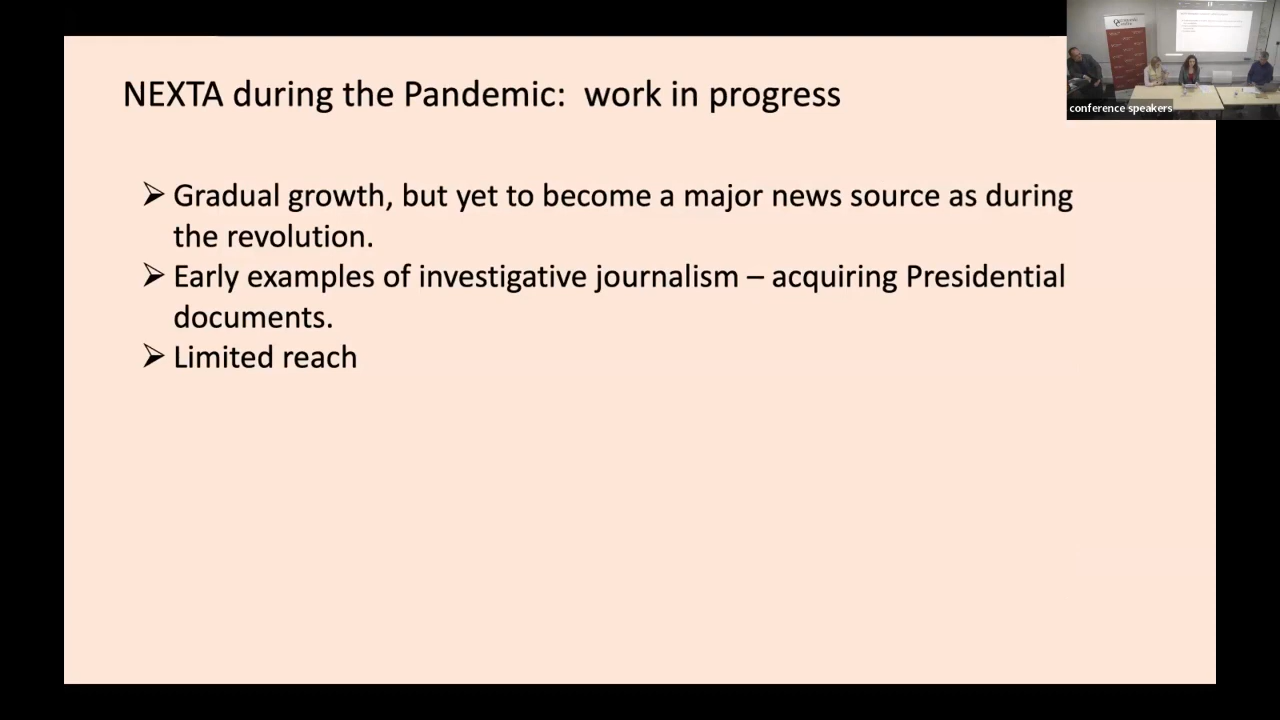 NEXTA during the Pandemic: work in progress
➢ Gradual growth, but yet to become a major news source as during
the revolution.
➢ Early examples of investigative journalism – acquiring Presidential
documents.
➢ Limited reach
conference speakers